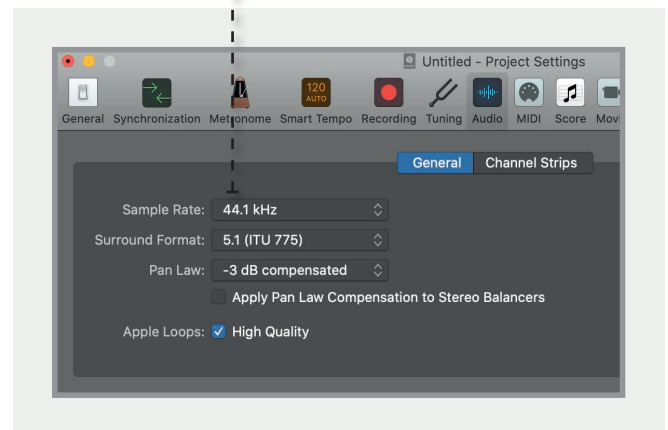 Untitled - Project Settings
120
AUTO
General Synchronization Metronome Smart Tempo Recording Tuning Audio MIDI Score Movi
General Channel Strips
Sample Rate: 44.1 kHz
Surround Format: 5.1 (ITU 775)
Pan Law: -3 dB compensated
Apply Pan Law Compensation to Stereo Balancers
Apple Loops: High Quality